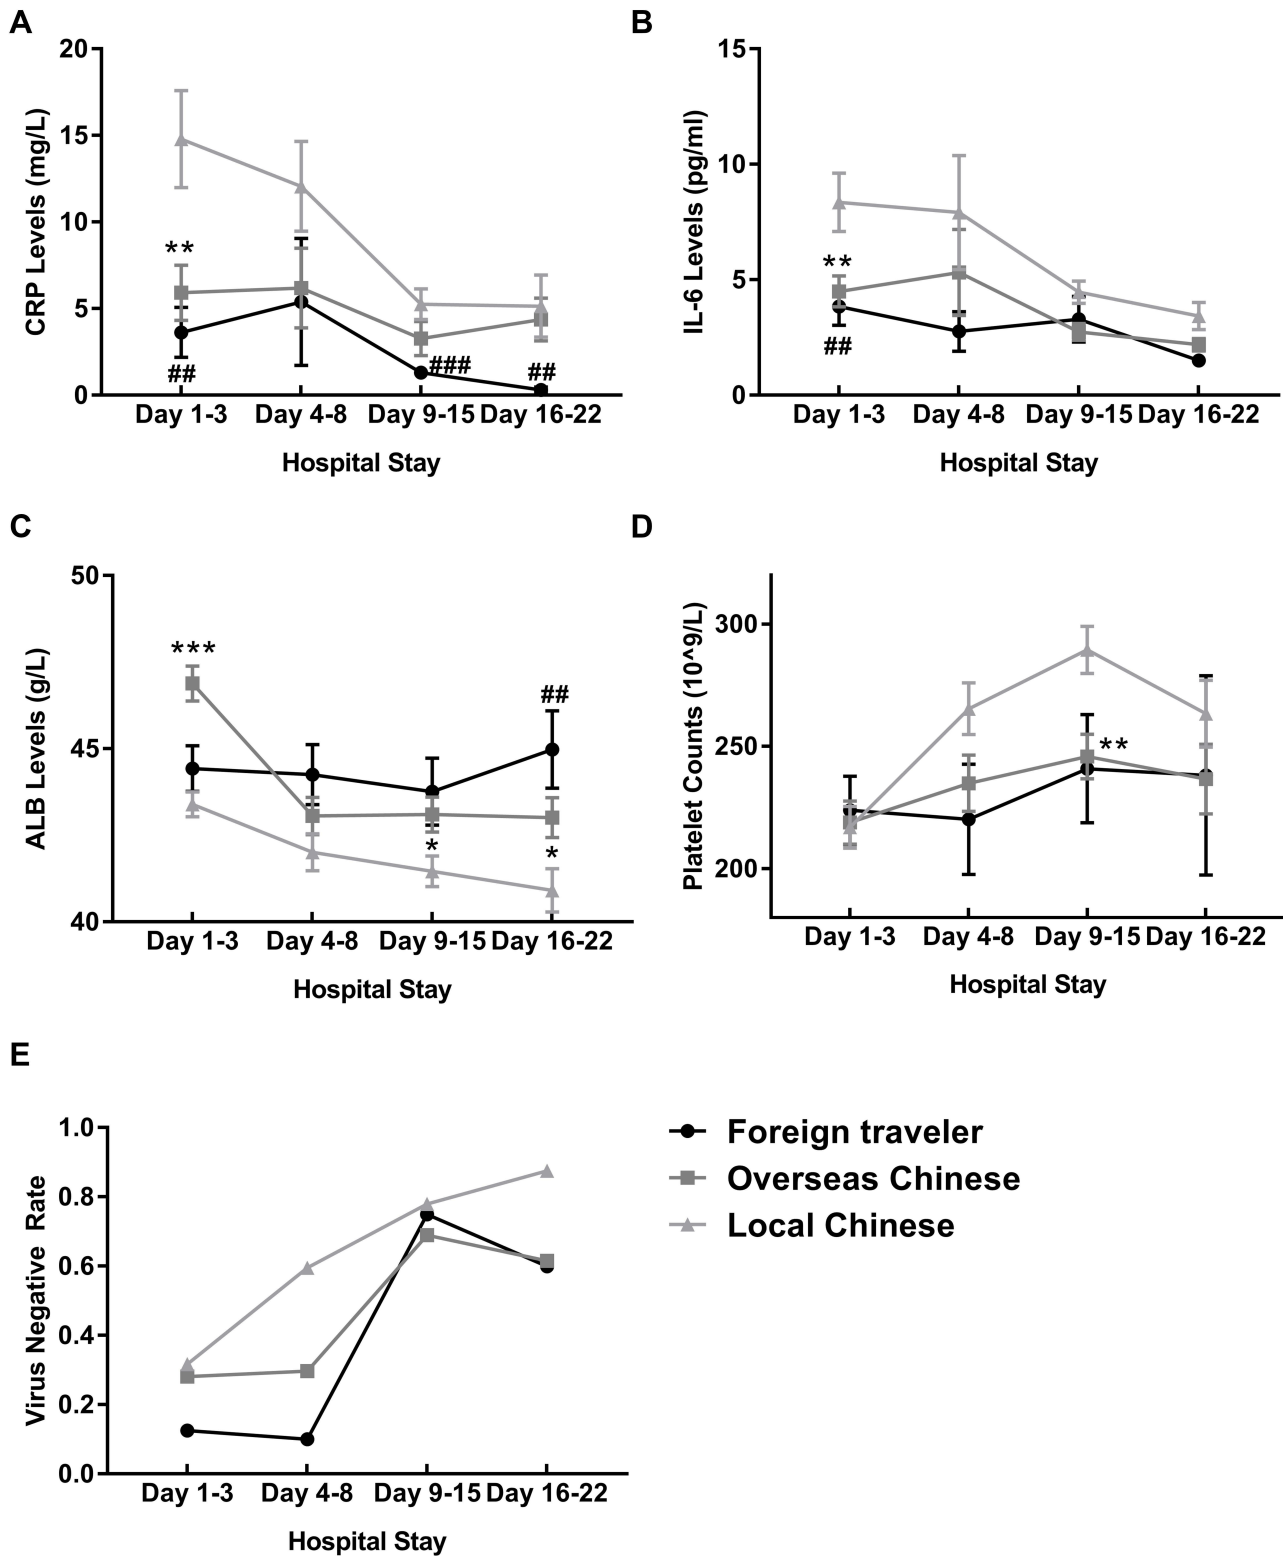 A
CRP Levels (mg/L)
20
15
10
5
0
**
##
###
##
Day 1-3 Day 4-8 Day 9-15 Day 16-22
Hospital Stay
B
IL-6 Levels (pg/ml)
15
10
5
0
**
##
Day 1-3 Day 4-8 Day 9-15 Day 16-22
Hospital Stay
C
ALB Levels (g/L)
50
45
40
***
##
*
*
Day 1-3 Day 4-8 Day 9-15 Day 16-22
Hospital Stay
D
Platelet Counts (10^9/L)
300
250
200
**
Day 1-3 Day 4-8 Day 9-15 Day 16-22
Hospital Stay
E
Virus Negative Rate
1.0
0.8
0.6
0.4
0.2
0.0
Day 1-3 Day 4-8 Day 9-15 Day 16-22
Hospital Stay
Foreign traveler
Overseas Chinese
Local Chinese